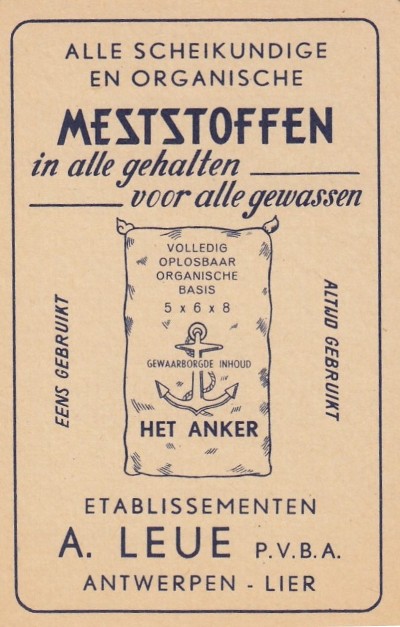 ALLE SCHEIKUNDIGE
EN ORGANISCHE
MESTSTOFFEN
in alle gehalten
voor alle gewassen
VOLLEDIG
OPLOSBAAR
ORGANISCHE
BASIS
5 x 6 x 8
GEWAARBORGDE INHOUD
HET ANKER
EENS GEBRUIKT
ALTIJD GEBRUIKT
ETABLISSEMENTEN
A. LEUE P.V.B.A.
ANTWERPEN - LIER